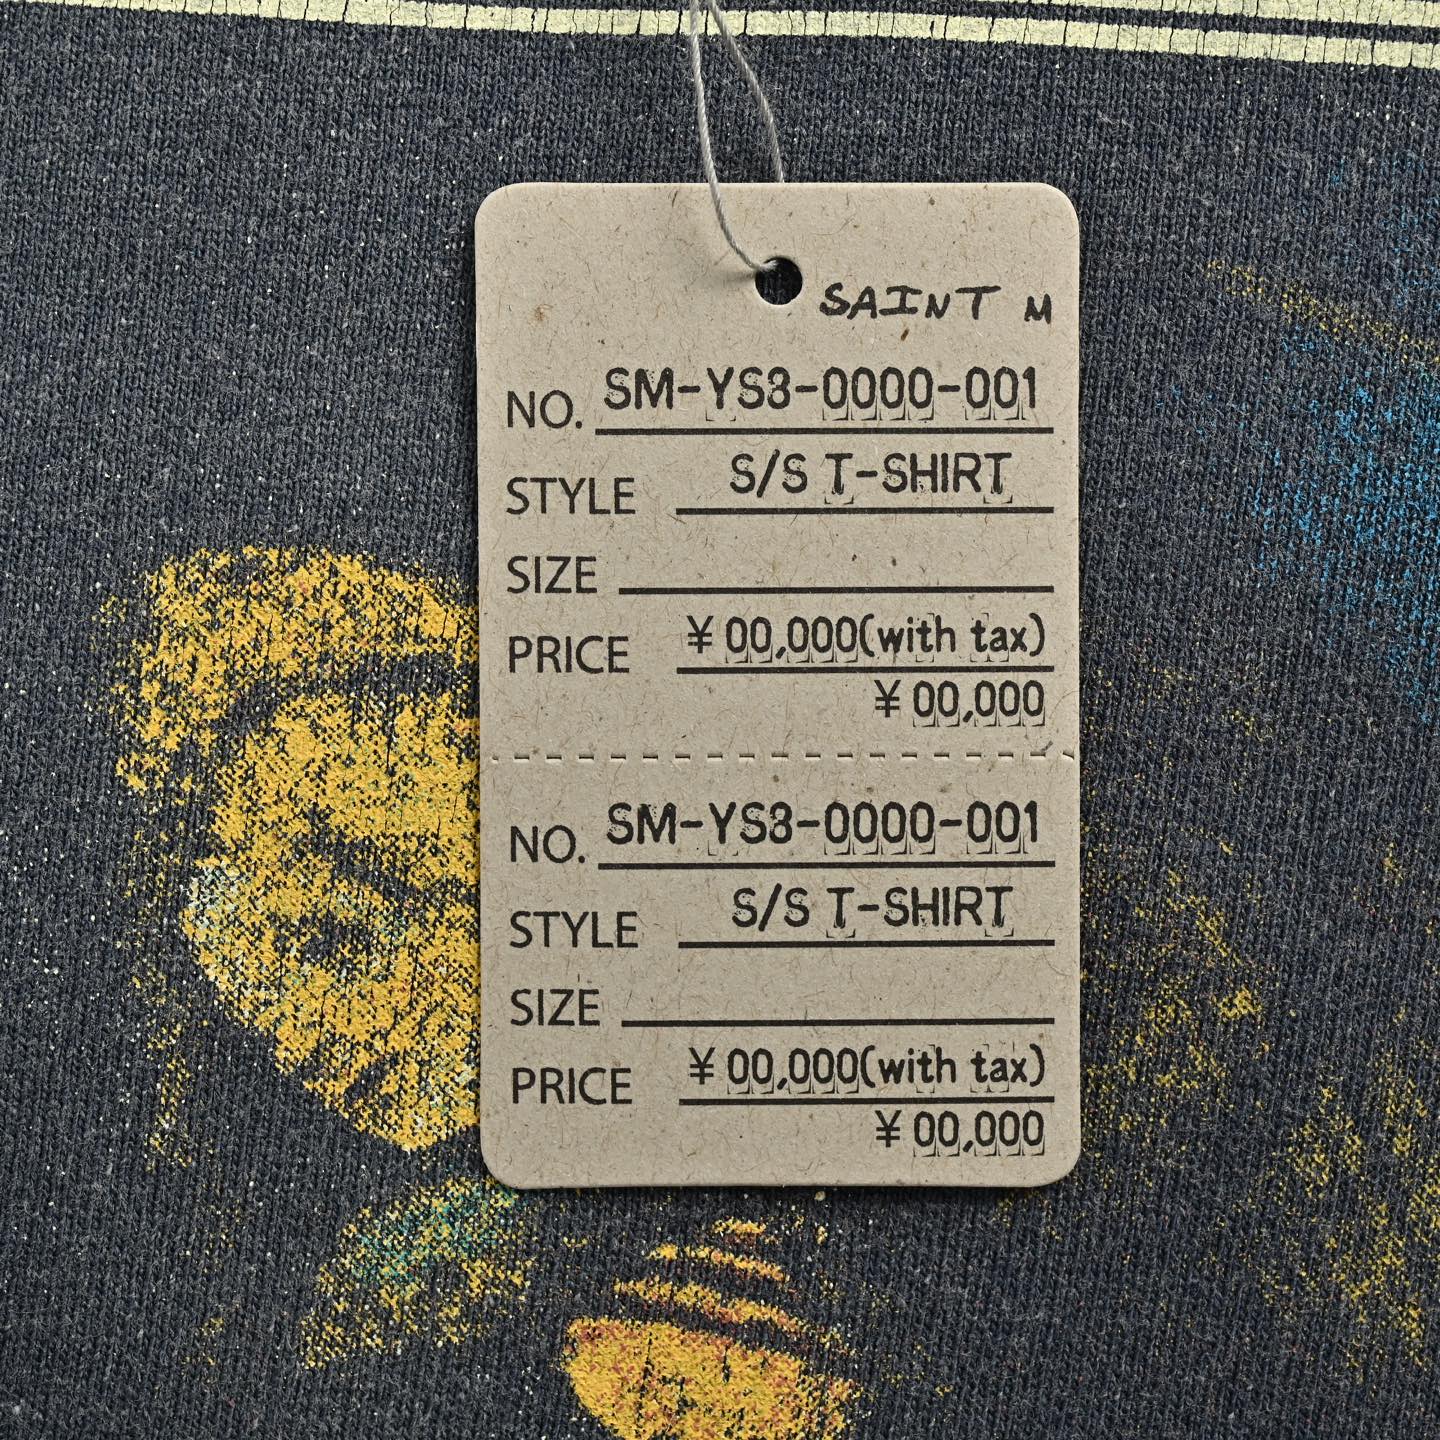 SAINT M
NO. SM-YS8-0000-001
STYLE S/S T-SHIRT
SIZE
PRICE ¥ 00,000(with tax)
¥ 00,000
NO. SM-YS8-0000-001
STYLE S/S T-SHIRT
SIZE
PRICE ¥ 00,000(with tax)
¥ 00,000